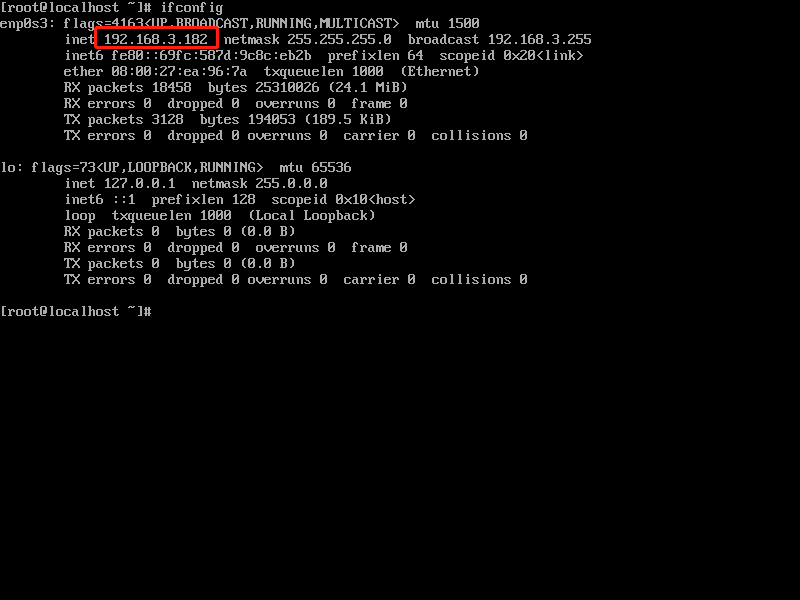 [root@localhost ~]# ifconfig
enp0s3: flags=4163<UP,BROADCAST,RUNNING,MULTICAST>  mtu 1500
        inet 192.168.3.182  netmask 255.255.255.0  broadcast 192.168.3.255
        inet6 fe80::69fc:587d:9c8c:eb2b  prefixlen 64  scopeid 0x20<link>
        ether 08:00:27:ea:96:7a  txqueuelen 1000  (Ethernet)
        RX packets 18458  bytes 25310026 (24.1 MiB)
        RX errors 0  dropped 0  overruns 0  frame 0
        TX packets 3128  bytes 194053 (189.5 KiB)
        TX errors 0  dropped 0 overruns 0  carrier 0  collisions 0
lo: flags=73<UP,LOOPBACK,RUNNING>  mtu 65536
        inet 127.0.0.1  netmask 255.0.0.0
        inet6 ::1  prefixlen 128  scopeid 0x10<host>
        loop  txqueuelen 1000  (Local Loopback)
        RX packets 0  bytes 0 (0.0 B)
        RX errors 0  dropped 0  overruns 0  frame 0
        TX packets 0  bytes 0 (0.0 B)
        TX errors 0  dropped 0 overruns 0  carrier 0  collisions 0
[root@localhost ~]#